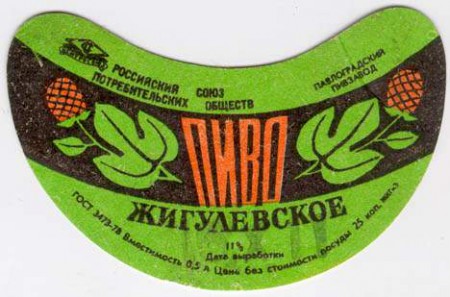 РОССИЙСКИЙ СОЮЗ
ПОТРЕБИТЕЛЬСКИХ ОБЩЕСТВ
ПАВЛОГРАДСКИЙ
ПИВЗАВОД
ПИВО
ЖИГУЛЕВСКОЕ
11%
Дата выработки
ГОСТ 3473-78 Вместимость 0,5 л Цена без стоимости посуды 25 коп.